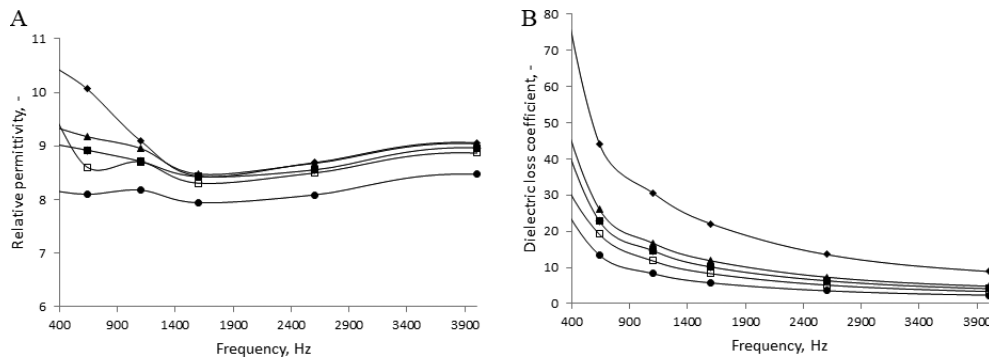 A
Relative permittivity, -
11
10
9
8
7
6
400 900 1400 1900 2400 2900 3400 3900
Frequency, Hz
B
Dielectric loss coefficient, -
80
70
60
50
40
30
20
10
0
400 900 1400 1900 2400 2900 3400 3900
Frequency, Hz